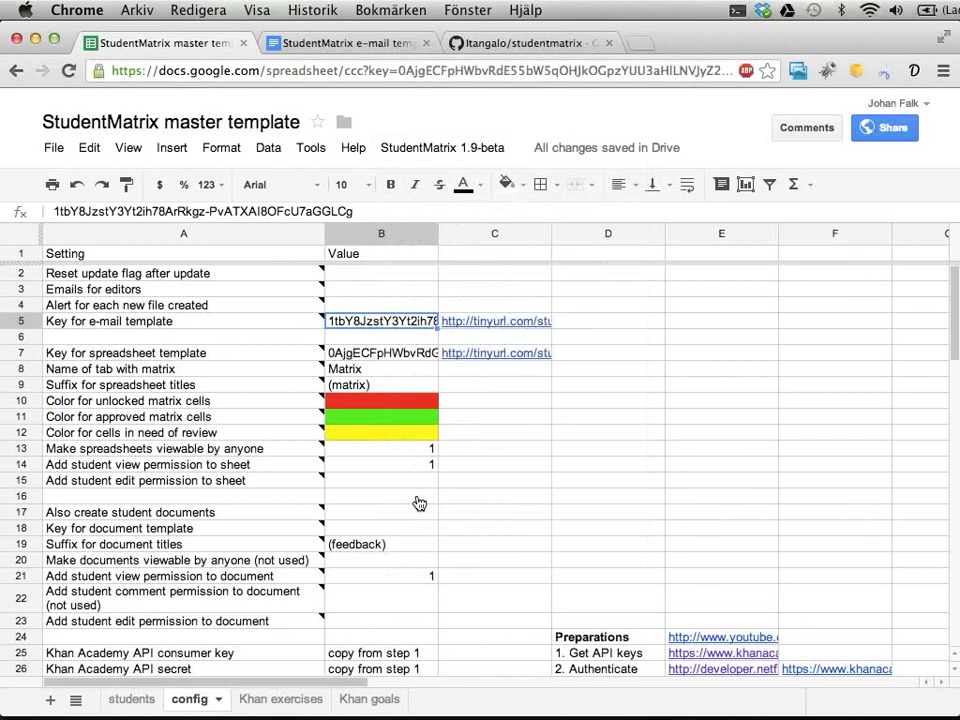 Chrome Arkiv Redigera Visa Historik Bokmärken Fönster Hjälp (Lad
StudentMatrix master temp
StudentMatrix e-mail temp
Itangalo/studentmatrix · G
https://docs.google.com/spreadsheet/ccc?key=0AjgECFpHWbvRdE55bW5qOHJkOGpzYUU3aHlLNVJyZ2...
Johan Falk
StudentMatrix master template
Comments
Share
File Edit View Insert Format Data Tools Help StudentMatrix 1.9-beta All changes saved in Drive
$ % 123 Arial 10 B I S A Σ
fx 1tbY8JzstY3Yt2ih78ArRkgz-PvATXAI8OFcU7aGGLCg
A B C D E F
1 Setting Value
2 Reset update flag after update
3 Emails for editors
4 Alert for each new file created
5 Key for e-mail template 1tbY8JzstY3Yt2ih78 http://tinyurl.com/stu
6
7 Key for spreadsheet template 0AjgECFpHWbvRdG http://tinyurl.com/stu
8 Name of tab with matrix Matrix
9 Suffix for spreadsheet titles (matrix)
10 Color for unlocked matrix cells
11 Color for approved matrix cells
12 Color for cells in need of review
13 Make spreadsheets viewable by anyone 1
14 Add student view permission to sheet 1
15 Add student edit permission to sheet
16
17 Also create student documents
18 Key for document template
19 Suffix for document titles (feedback)
20 Make documents viewable by anyone (not used)
21 Add student view permission to document 1
22 Add student comment permission to document
(not used)
23 Add student edit permission to document
24 Preparations http://www.youtube.c
25 Khan Academy API consumer key copy from step 1 1. Get API keys https://www.khanaca
26 Khan Academy API secret copy from step 1 2. Authenticate http://developer.netf https://www.khanaca
students config Khan exercises Khan goals